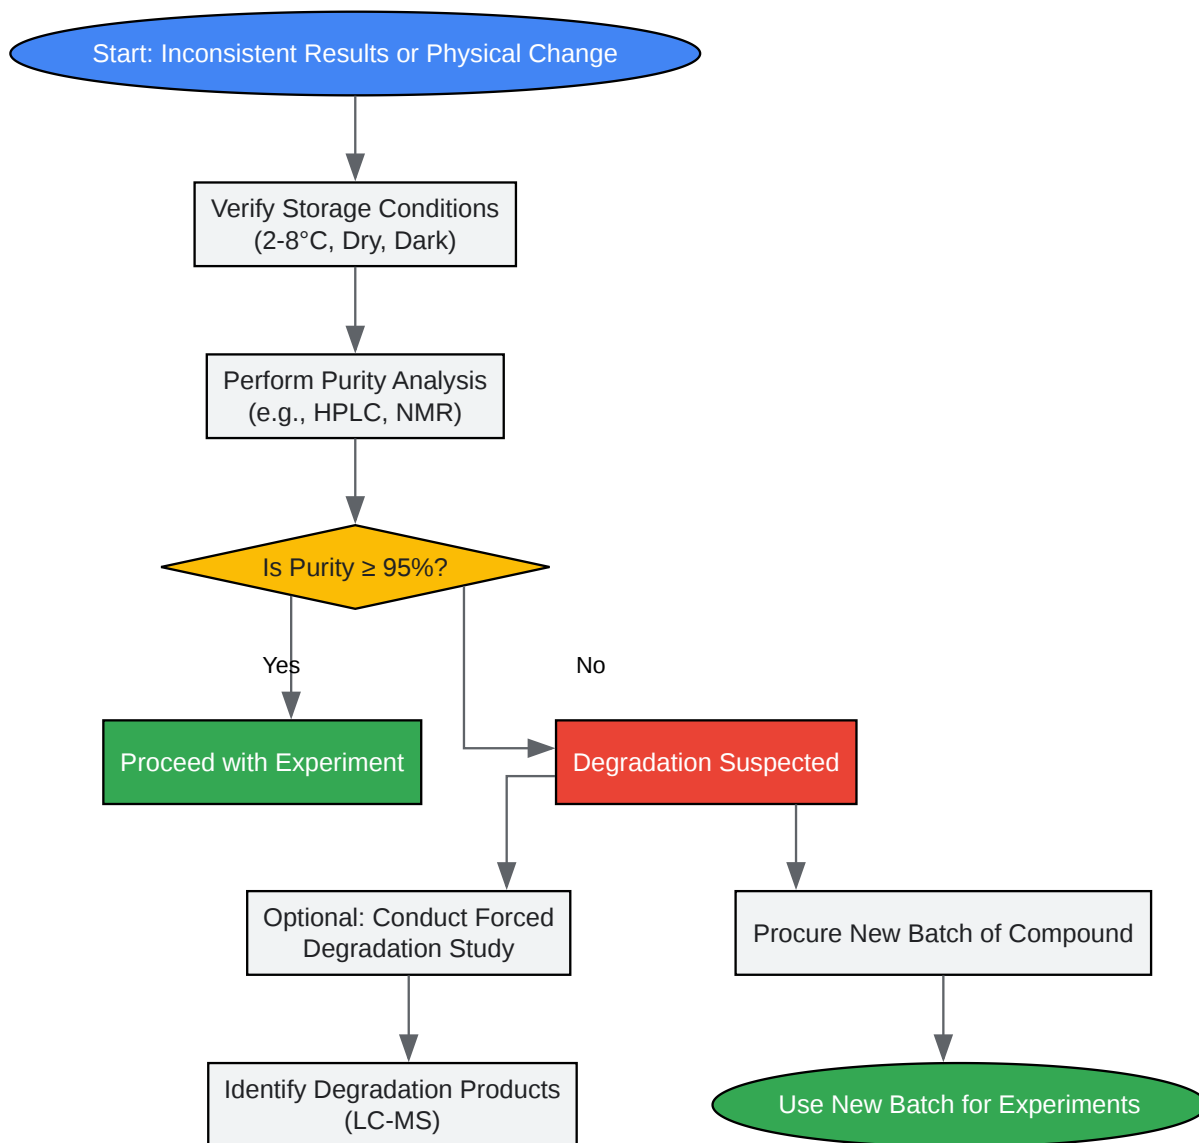 Start: Inconsistent Results or Physical Change
Verify Storage Conditions
(2-8°C, Dry, Dark)
Perform Purity Analysis
(e.g., HPLC, NMR)
Is Purity ≥ 95%?
Yes
No
Proceed with Experiment
Degradation Suspected
Optional: Conduct Forced
Degradation Study
Procure New Batch of Compound
Identify Degradation Products
(LC-MS)
Use New Batch for Experiments